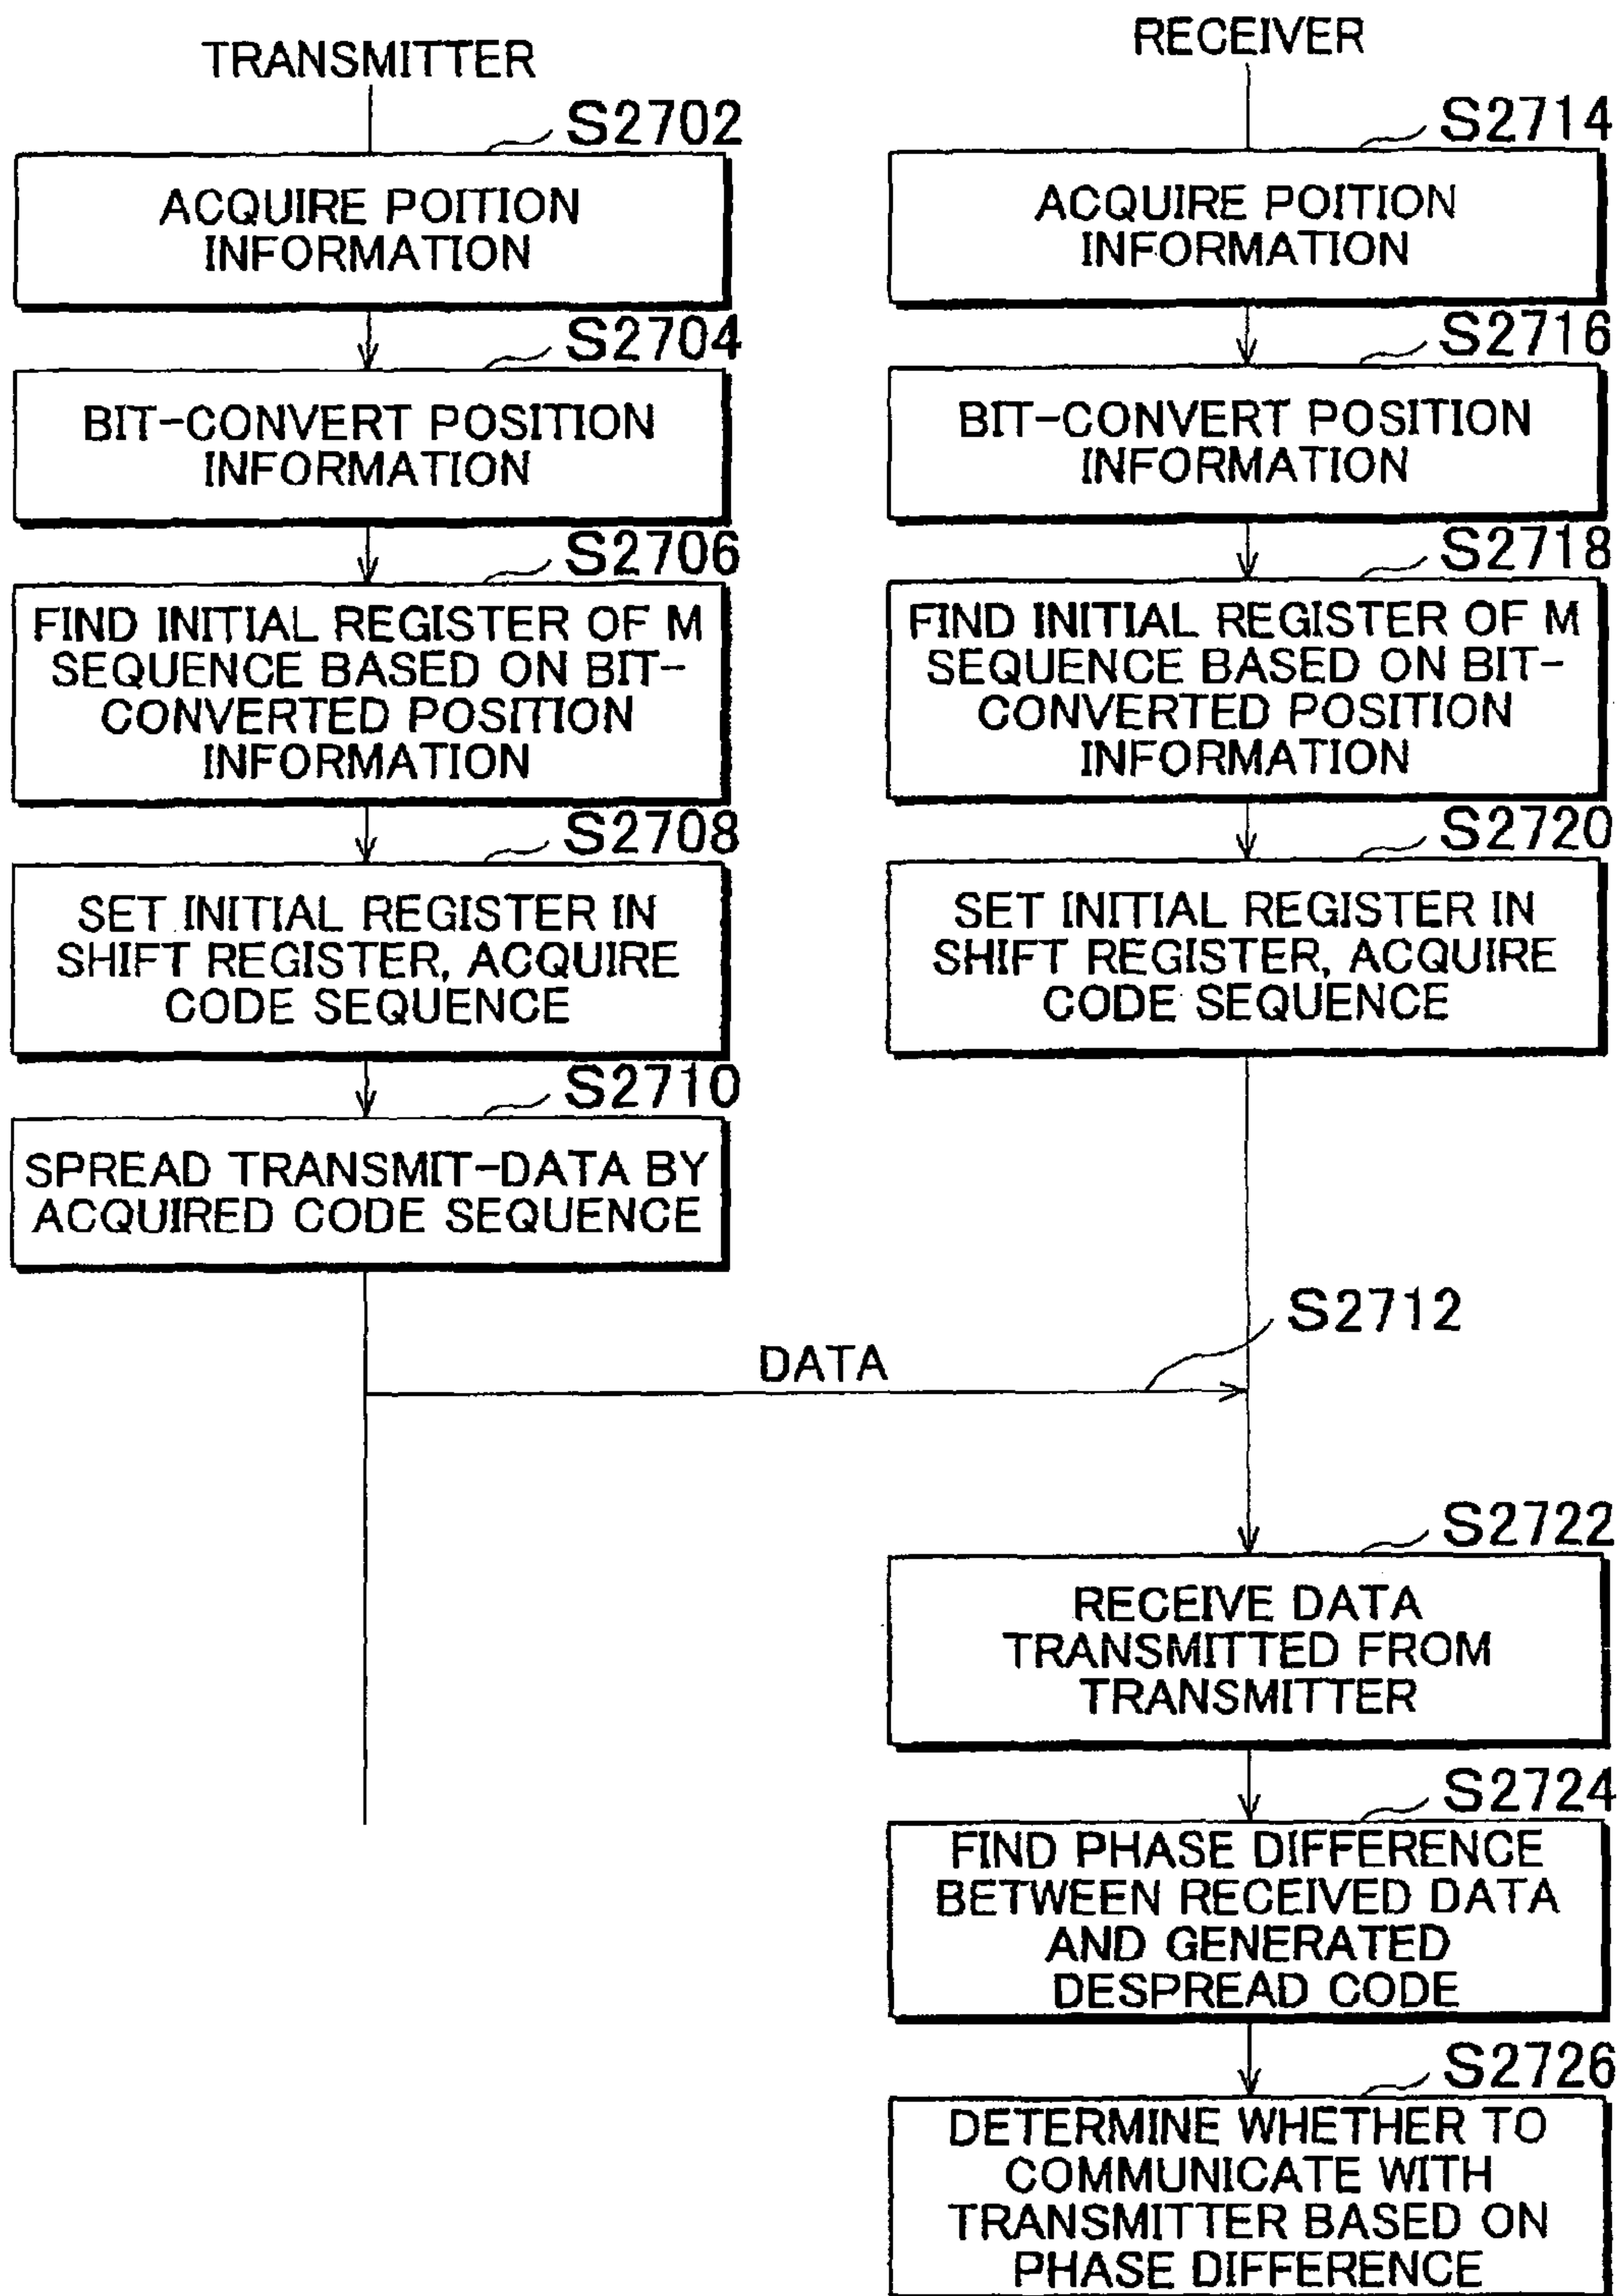 TRANSMITTER
S2702
ACQUIRE POITION
INFORMATION
S2704
BIT-CONVERT POSITION
INFORMATION
S2706
FIND INITIAL REGISTER OF M
SEQUENCE BASED ON BIT-
CONVERTED POSITION
INFORMATION
S2708
SET INITIAL REGISTER IN
SHIFT REGISTER, ACQUIRE
CODE SEQUENCE
S2710
SPREAD TRANSMIT-DATA BY
ACQUIRED CODE SEQUENCE
RECEIVER
S2714
ACQUIRE POITION
INFORMATION
S2716
BIT-CONVERT POSITION
INFORMATION
S2718
FIND INITIAL REGISTER OF M
SEQUENCE BASED ON BIT-
CONVERTED POSITION
INFORMATION
S2720
SET INITIAL REGISTER IN
SHIFT REGISTER, ACQUIRE
CODE SEQUENCE
S2712
DATA
S2722
RECEIVE DATA
TRANSMITTED FROM
TRANSMITTER
S2724
FIND PHASE DIFFERENCE
BETWEEN RECEIVED DATA
AND GENERATED
DESPREAD CODE
S2726
DETERMINE WHETHER TO
COMMUNICATE WITH
TRANSMITTER BASED ON
PHASE DIFFERENCE